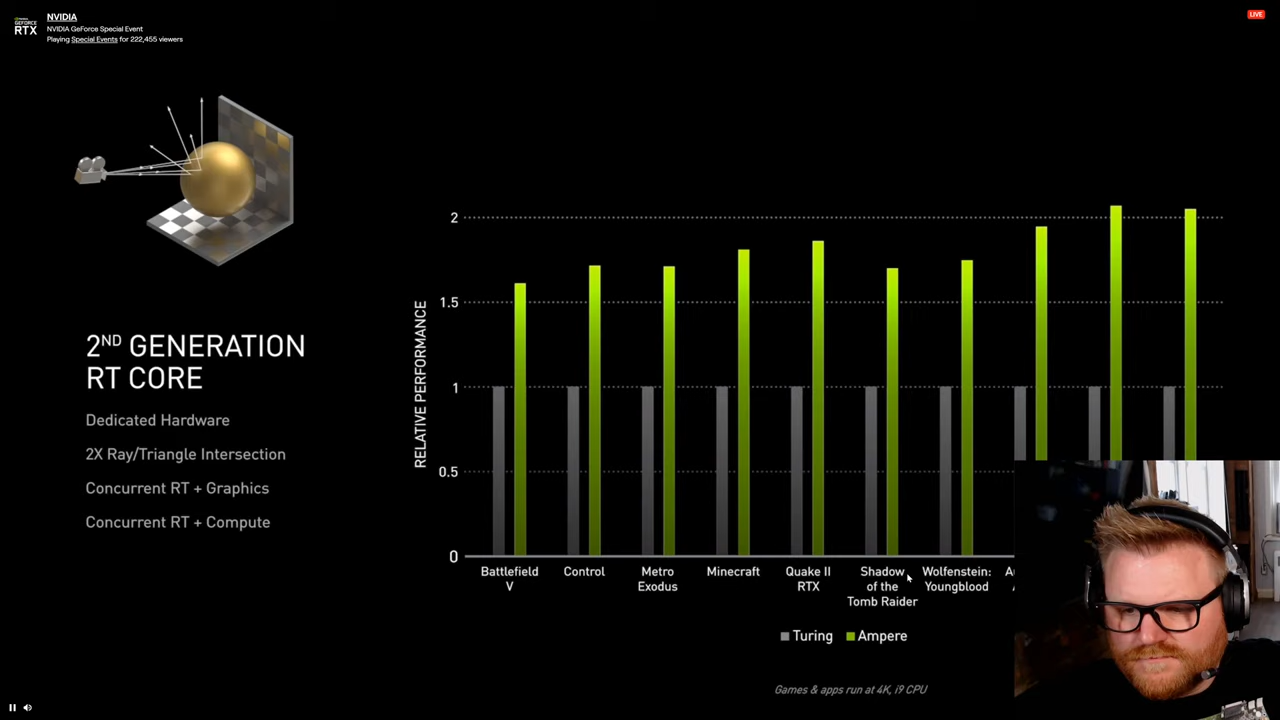 NVIDIA
GEFORCE
RTX
NVIDIA GeForce Special Event
Playing Special Events for 222,455 viewers
LIVE
2ND GENERATION
RT CORE
Dedicated Hardware
2X Ray/Triangle Intersection
Concurrent RT + Graphics
Concurrent RT + Compute
RELATIVE PERFORMANCE
2
1.5
1
0.5
0
Battlefield
V
Control
Metro
Exodus
Minecraft
Quake II
RTX
Shadow
of the
Tomb Raider
Wolfenstein:
Youngblood
Turing
Ampere
Games & apps run at 4K, i9 CPU